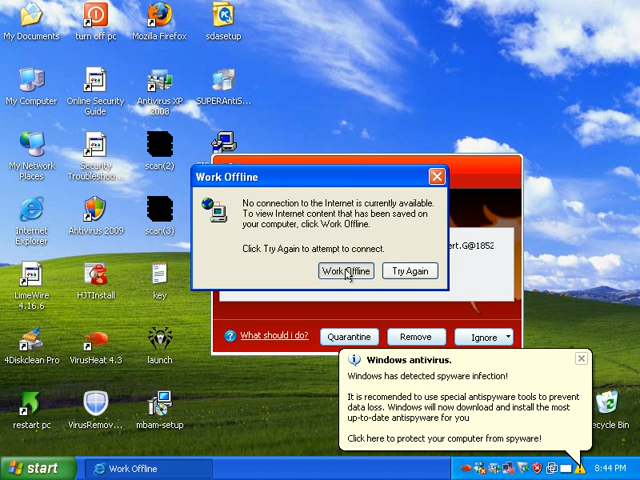 My Documents
turn off pc
Mozilla Firefox
sdasetup
My Computer
Online Security
Guide
Antivirus XP
2008
SUPERAntiS...
My Network
Places
Security
Troubleshoo...
scan(2)
Internet
Explorer
Antivirus 2009
scan(3)
LimeWire
4.16.6
HJTInstall
key
4Diskclean Pro
VirusHeat 4.3
launch
restart pc
VirusRemov...
mbam-setup
Work Offline
No connection to the Internet is currently available.
To view Internet content that has been saved on
your computer, click Work Offline.
Click Try Again to attempt to connect.
Work Offline
Try Again
ert.G@1852
What should i do?
Quarantine
Remove
Ignore
Windows antivirus.
Windows has detected spyware infection!
It is recomended to use special antispyware tools to prevent
data loss. Windows will now download and install the most
up-to-date antispyware for you
Click here to protect your computer from spyware!
ecycle Bin
start
Work Offline
8:44 PM